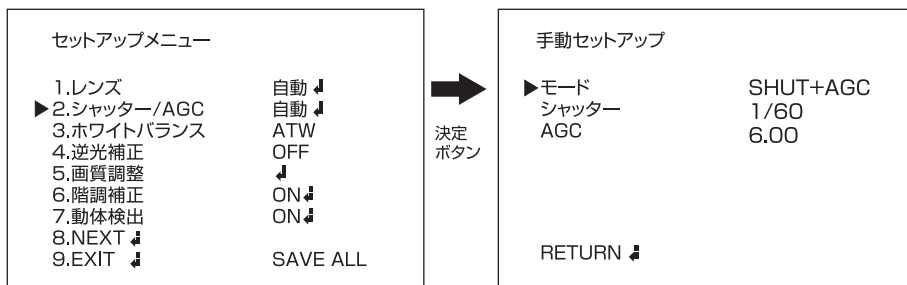 セットアップメニュー
1.レンズ 自動 ↲
▶2.シャッター/AGC 自動 ↲
3.ホワイトバランス ATW
4.逆光補正 OFF
5.画質調整 ↲
6.階調補正 ON↲
7.動体検出 ON↲
8.NEXT ↲
9.EXIT ↲ SAVE ALL
決定
ボタン
手動セットアップ
▶モード SHUT+AGC
シャッター 1/60
AGC 6.00
RETURN ↲